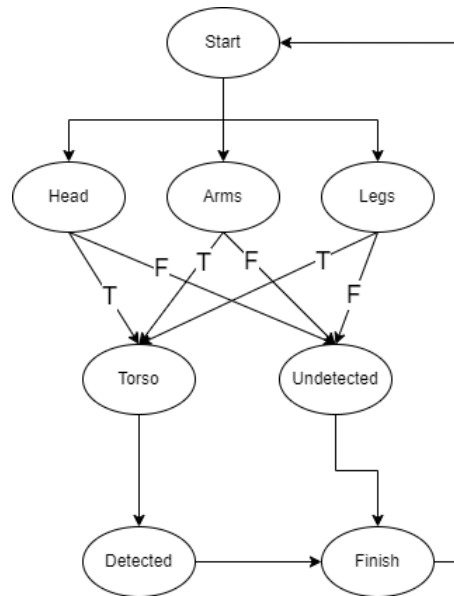 Start
Head
Arms
Legs
F
T
T
F
T
F
Torso
Undetected
Detected
Finish